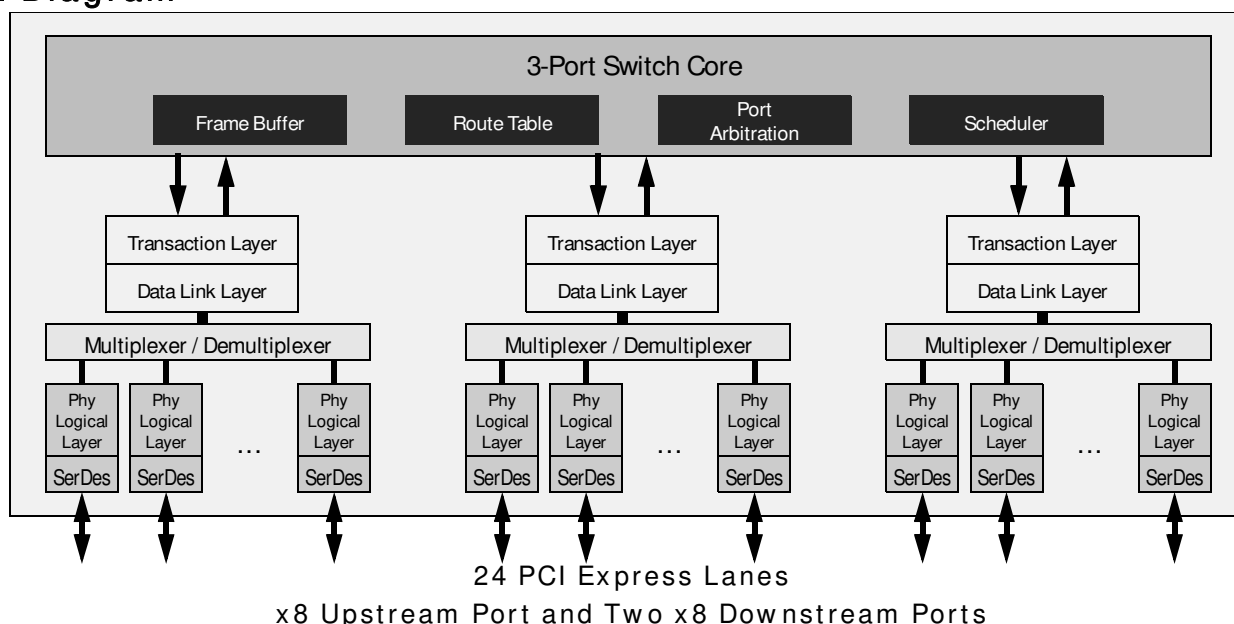 Diagram
3-Port Switch Core
Frame Buffer
Route Table
Port
Arbitration
Scheduler
Transaction Layer
Data Link Layer
Transaction Layer
Data Link Layer
Transaction Layer
Data Link Layer
Multiplexer / Demultiplexer
Multiplexer / Demultiplexer
Multiplexer / Demultiplexer
Phy
Logical
Layer
SerDes
Phy
Logical
Layer
SerDes
...
Phy
Logical
Layer
SerDes
Phy
Logical
Layer
SerDes
Phy
Logical
Layer
SerDes
...
Phy
Logical
Layer
SerDes
Phy
Logical
Layer
SerDes
Phy
Logical
Layer
SerDes
...
Phy
Logical
Layer
SerDes
24 PCI Express Lanes
x8 Upstream Port and Two x8 Downstream Ports